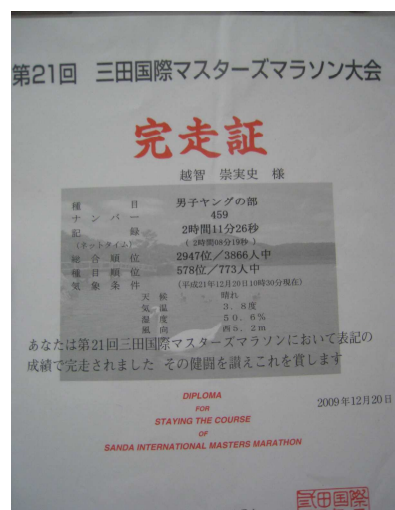 第21回 三田国際マスターズマラソン大会
完走証
越智 崇実史 様
種目 男子ヤングの部
ナンバー 459
記録 2時間11分26秒
(ネットタイム) (2時間09分19秒)
総合順位 2947位/3866人中
種目順位 578位/773人中
気象条件 (平成21年12月20日10時30分現在)
天候 晴れ
気温 3.8度
湿度 50.6%
風向 西5.2m
あなたは第21回三田国際マスターズマラソンにおいて表記の
成績で完走されました その健闘を讃えこれを賞します
DIPLOMA
FOR
STAYING THE COURSE
OF
SANDA INTERNATIONAL MASTERS MARATHON
2009年12月20日
田国際